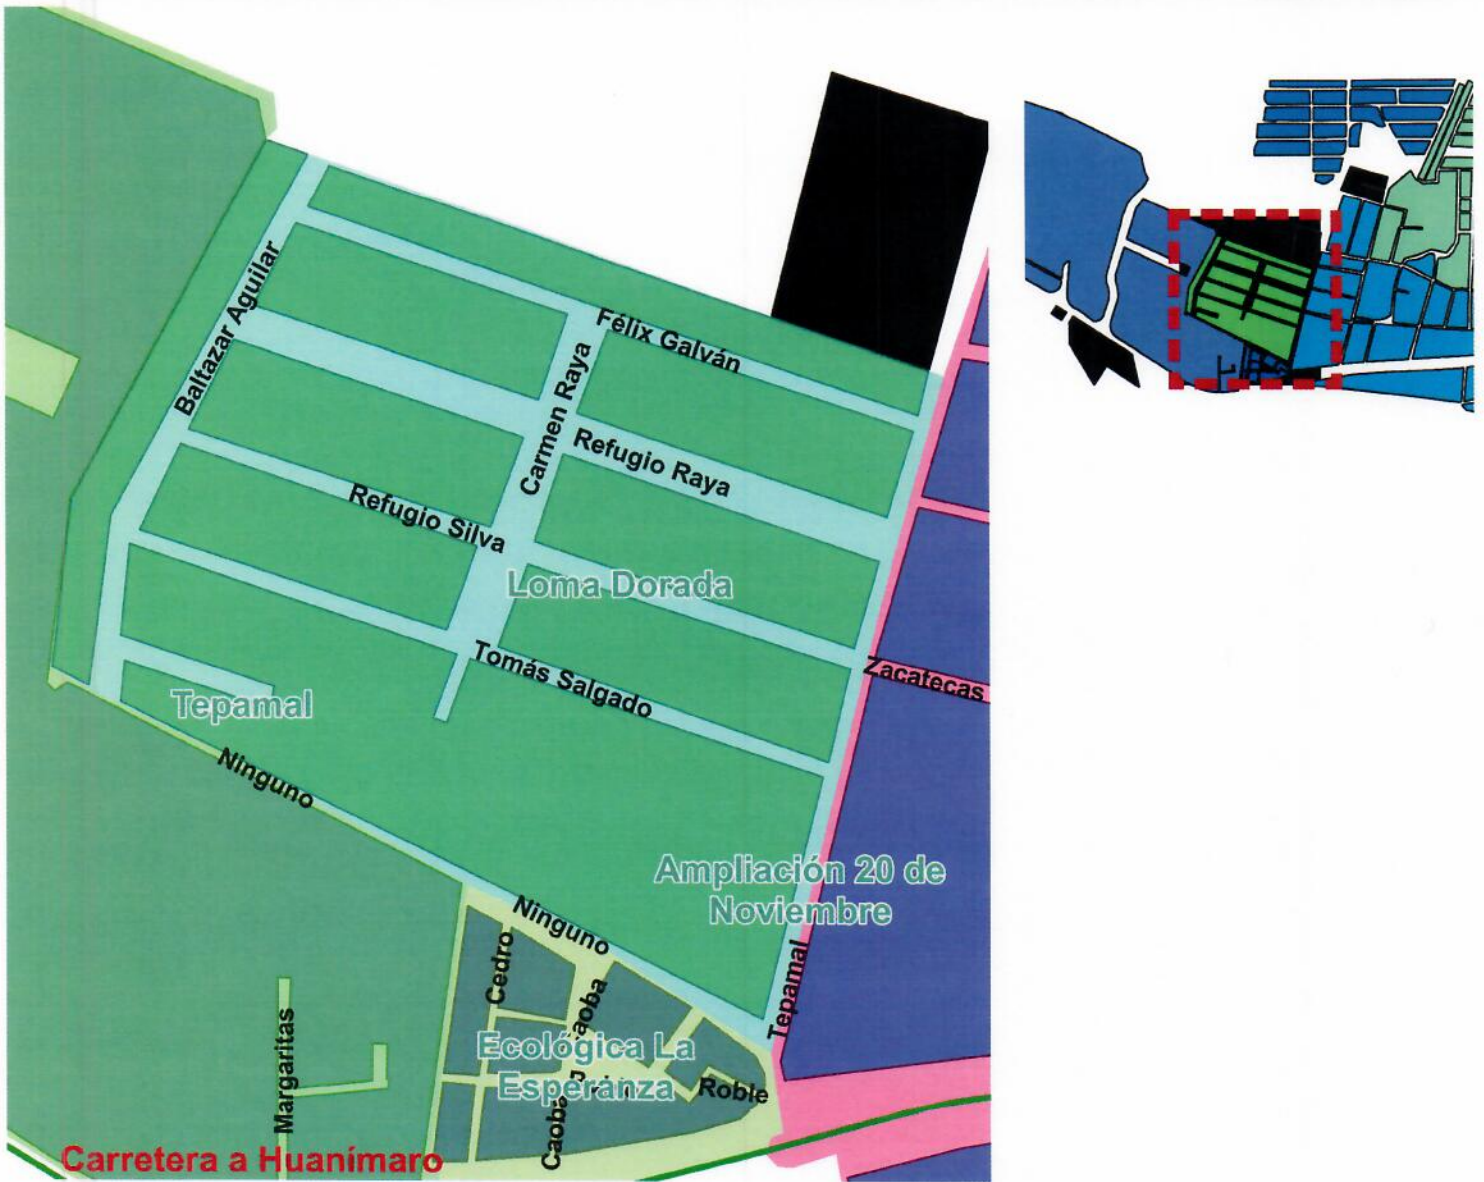 Baltazar Aguilar
Félix Galván
Carmen Raya
Refugio Raya
Refugio Silva
Loma Dorada
Tomás Salgado
Zacatecas
Tepamal
Ninguno
Ampliación 20 de
Noviembre
Ninguno
Cedro
Caoba
Tepamal
Margaritas
Ecológica La
Esperanza
Roble
Caoba
Carretera a Huanímaro